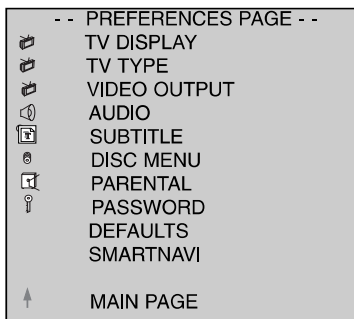 - - PREFERENCES PAGE - -
TV DISPLAY
TV TYPE
VIDEO OUTPUT
AUDIO
SUBTITLE
DISC MENU
PARENTAL
PASSWORD
DEFAULTS
SMARTNAVI
MAIN PAGE